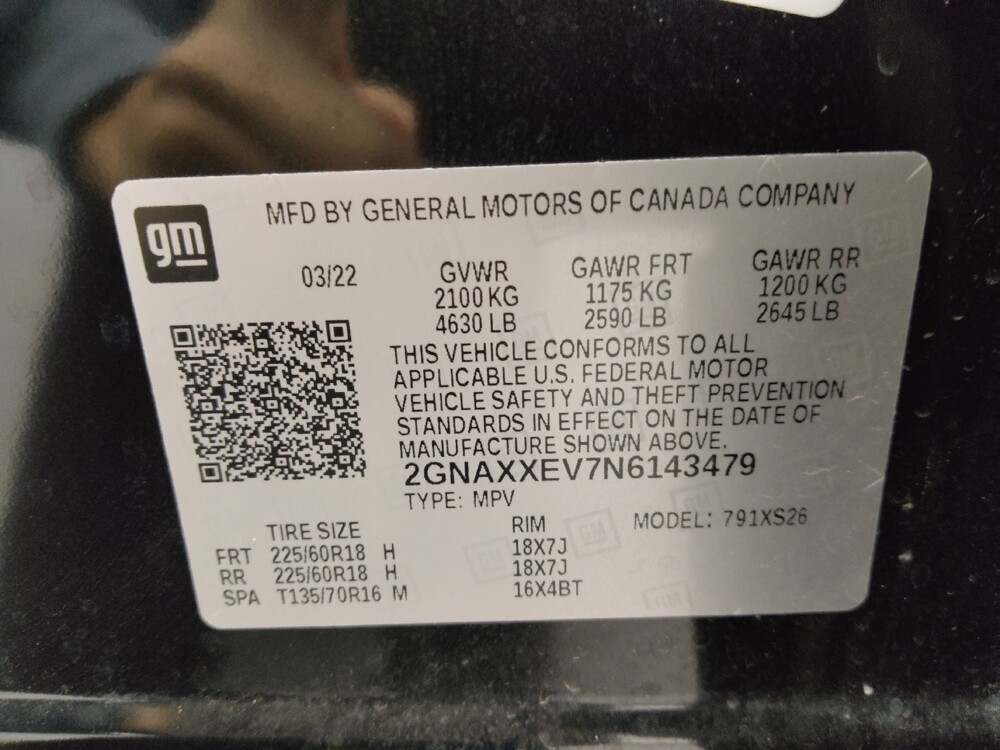 gm
MFD BY GENERAL MOTORS OF CANADA COMPANY
03/22 GVWR GAWR FRT GAWR RR
2100 KG 1175 KG 1200 KG
4630 LB 2590 LB 2645 LB
THIS VEHICLE CONFORMS TO ALL
APPLICABLE U.S. FEDERAL MOTOR
VEHICLE SAFETY AND THEFT PREVENTION
STANDARDS IN EFFECT ON THE DATE OF
MANUFACTURE SHOWN ABOVE.
2GNAXXEV7N6143479
TYPE: MPV
TIRE SIZE RIM MODEL: 791XS26
FRT 225/60R18 H 18X7J
RR 225/60R18 H 18X7J
SPA T135/70R16 M 16X4BT